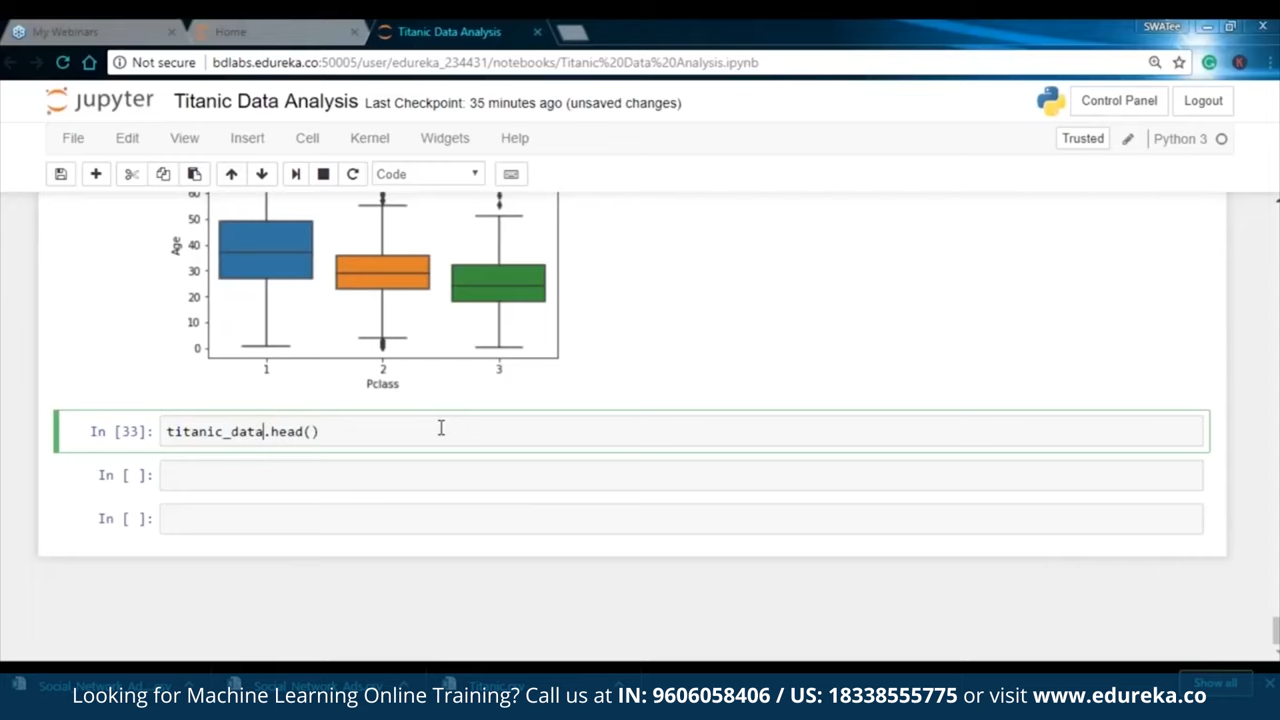 My Webinars
Home
Titanic Data Analysis
SWATee
Not secure
bdlabs.edureka.co:50005/user/edureka_234431/notebooks/Titanic%20Data%20Analysis.ipynb
jupyter
Titanic Data Analysis Last Checkpoint: 35 minutes ago (unsaved changes)
Control Panel
Logout
File Edit View Insert Cell Kernel Widgets Help
Trusted
Python 3
Code
60
50
40
30
20
10
0
Age
1 2 3
Pclass
In [33]: titanic_data.head()
In [ ]:
In [ ]:
Show all
Looking for Machine Learning Online Training? Call us at IN: 9606058406 / US: 18338555775 or visit www.edureka.co